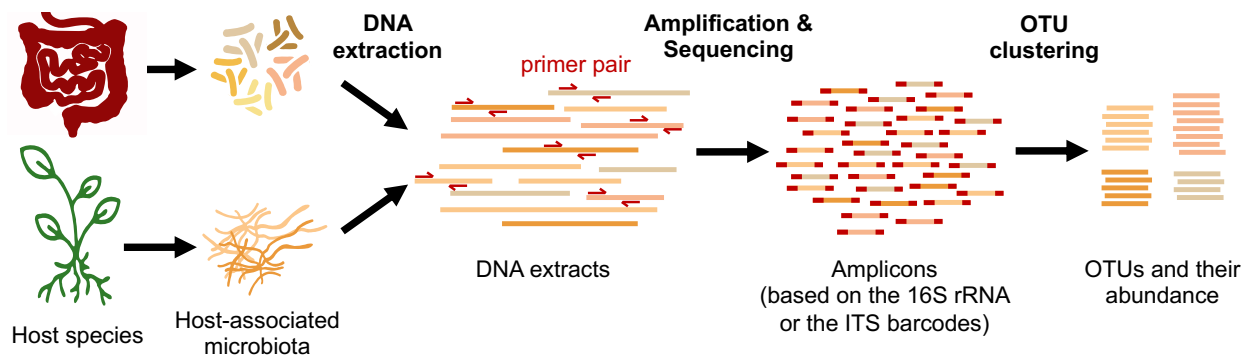 DNA
extraction
Amplification &
Sequencing
OTU
clustering
primer pair
DNA extracts
Amplicons
(based on the 16S rRNA
or the ITS barcodes)
OTUs and their
abundance
Host species
Host-associated
microbiota